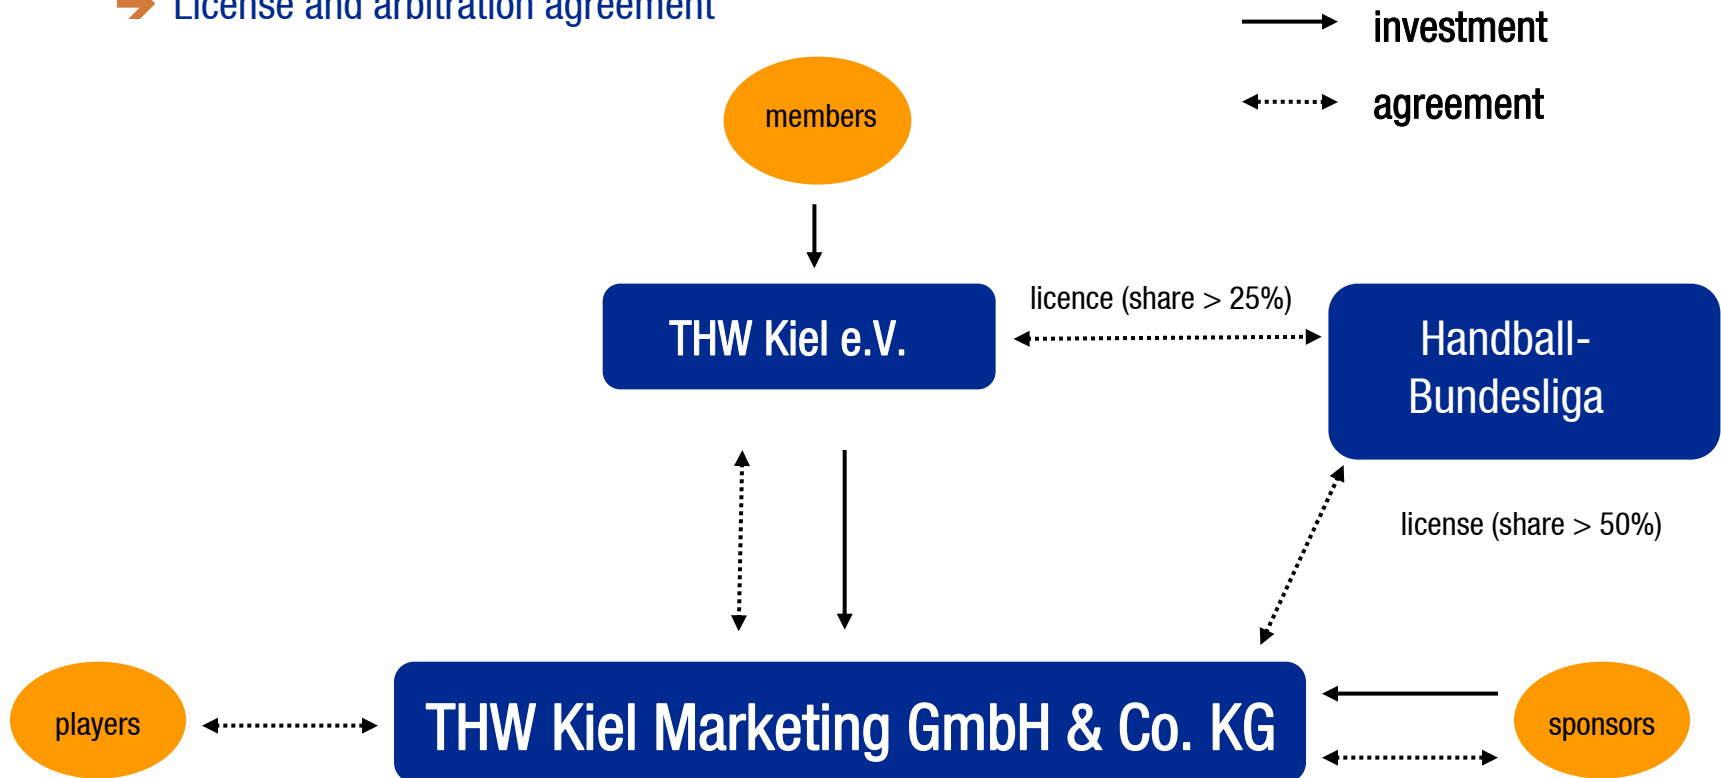 License and arbitration agreement
investment
agreement
members
licence (share > 25%)
THW Kiel e.V.
Handball-
Bundesliga
license (share > 50%)
players
THW Kiel Marketing GmbH & Co. KG
sponsors